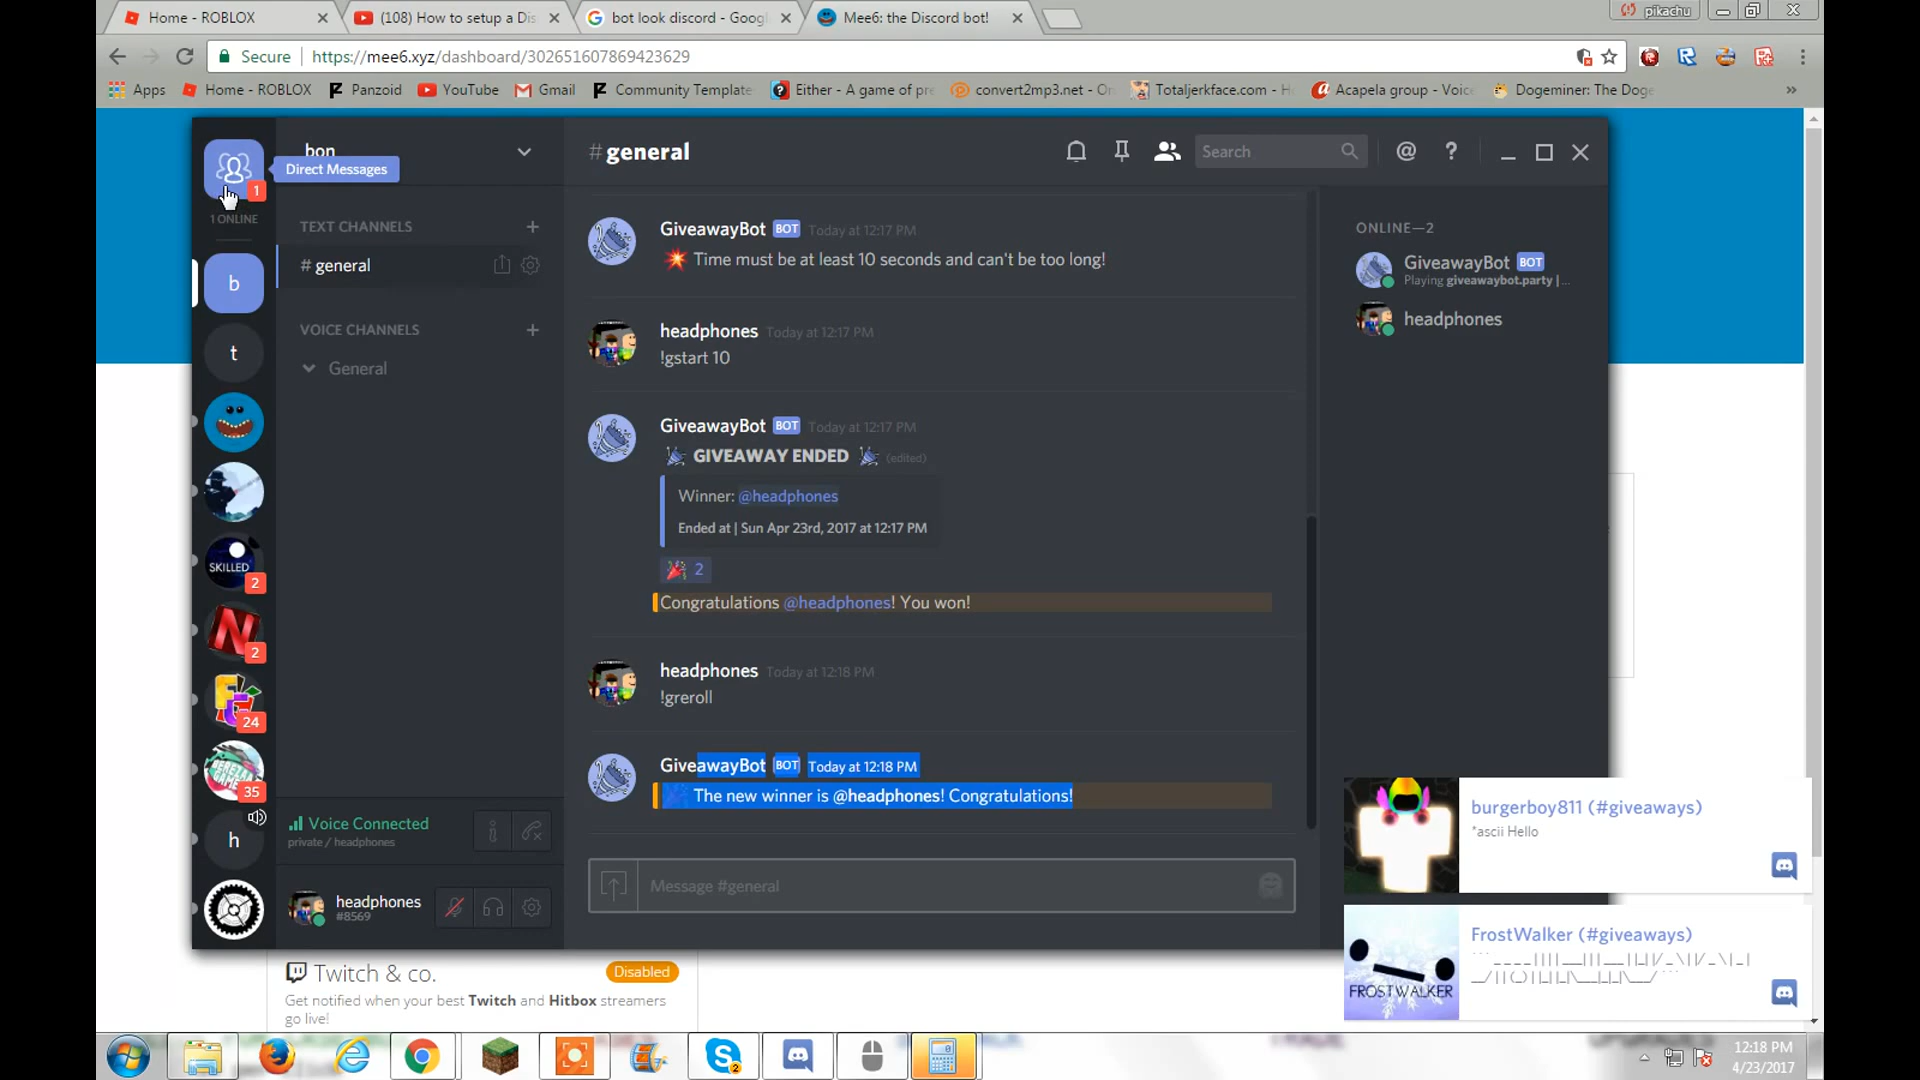 Home - ROBLOX
(108) How to setup a Dis
bot look discord - Googl
Mee6: the Discord bot!
pikachu
Secure
https://mee6.xyz/dashboard/302651607869423629
Apps
Home - ROBLOX
Panzoid
YouTube
Gmail
Community Template
Either - A game of pre
convert2mp3.net - On
Totaljerkface.com - H
Acapela group - Voice
Dogeminer: The Doge
bon
Direct Messages
1
1 ONLINE
#general
Search
TEXT CHANNELS
# general
VOICE CHANNELS
General
b
t
SKILLED
2
N
2
24
35
h
GiveawayBot BOT Today at 12:17 PM
Time must be at least 10 seconds and can't be too long!
headphones Today at 12:17 PM
!gstart 10
GiveawayBot BOT Today at 12:17 PM
GIVEAWAY ENDED (edited)
Winner: @headphones
Ended at | Sun Apr 23rd, 2017 at 12:17 PM
2
Congratulations @headphones! You won!
headphones Today at 12:18 PM
!greroll
GiveawayBot BOT Today at 12:18 PM
The new winner is @headphones! Congratulations!
Message #general
ONLINE—2
GiveawayBot BOT
Playing giveawaybot.party |...
headphones
Voice Connected
private / headphones
headphones
#8569
burgerboy811 (#giveaways)
*ascii Hello
FrostWalker (#giveaways)
FROSTWALKER
Twitch & co.
Disabled
Get notified when your best Twitch and Hitbox streamers
go live!
2
12:18 PM
4/23/2017